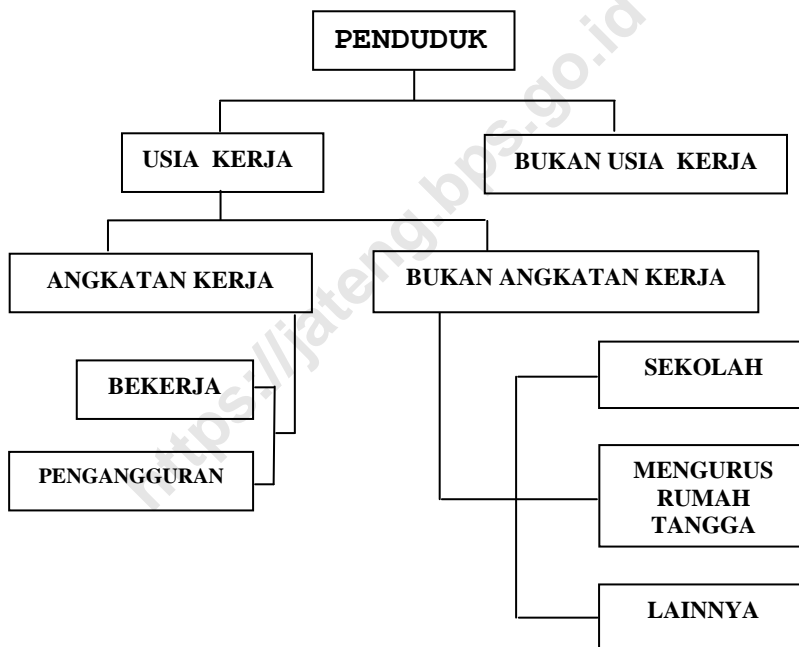 PENDUDUK
USIA KERJA
BUKAN USIA KERJA
ANGKATAN KERJA
BUKAN ANGKATAN KERJA
BEKERJA
PENGANGGURAN
SEKOLAH
MENGURUS
RUMAH
TANGGA
LAINNYA
https://jateng.bps.go.id